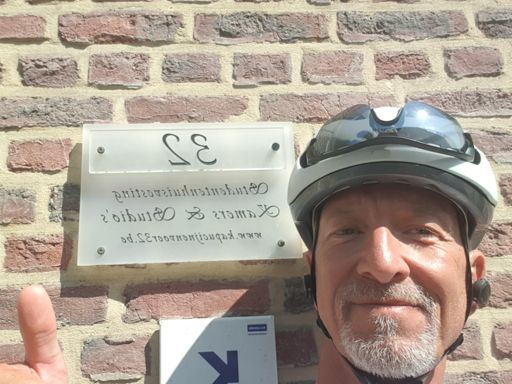 32
Studentenhuisvesting
Kamers & Studio's
www.kapucijnenvoer32.be
K